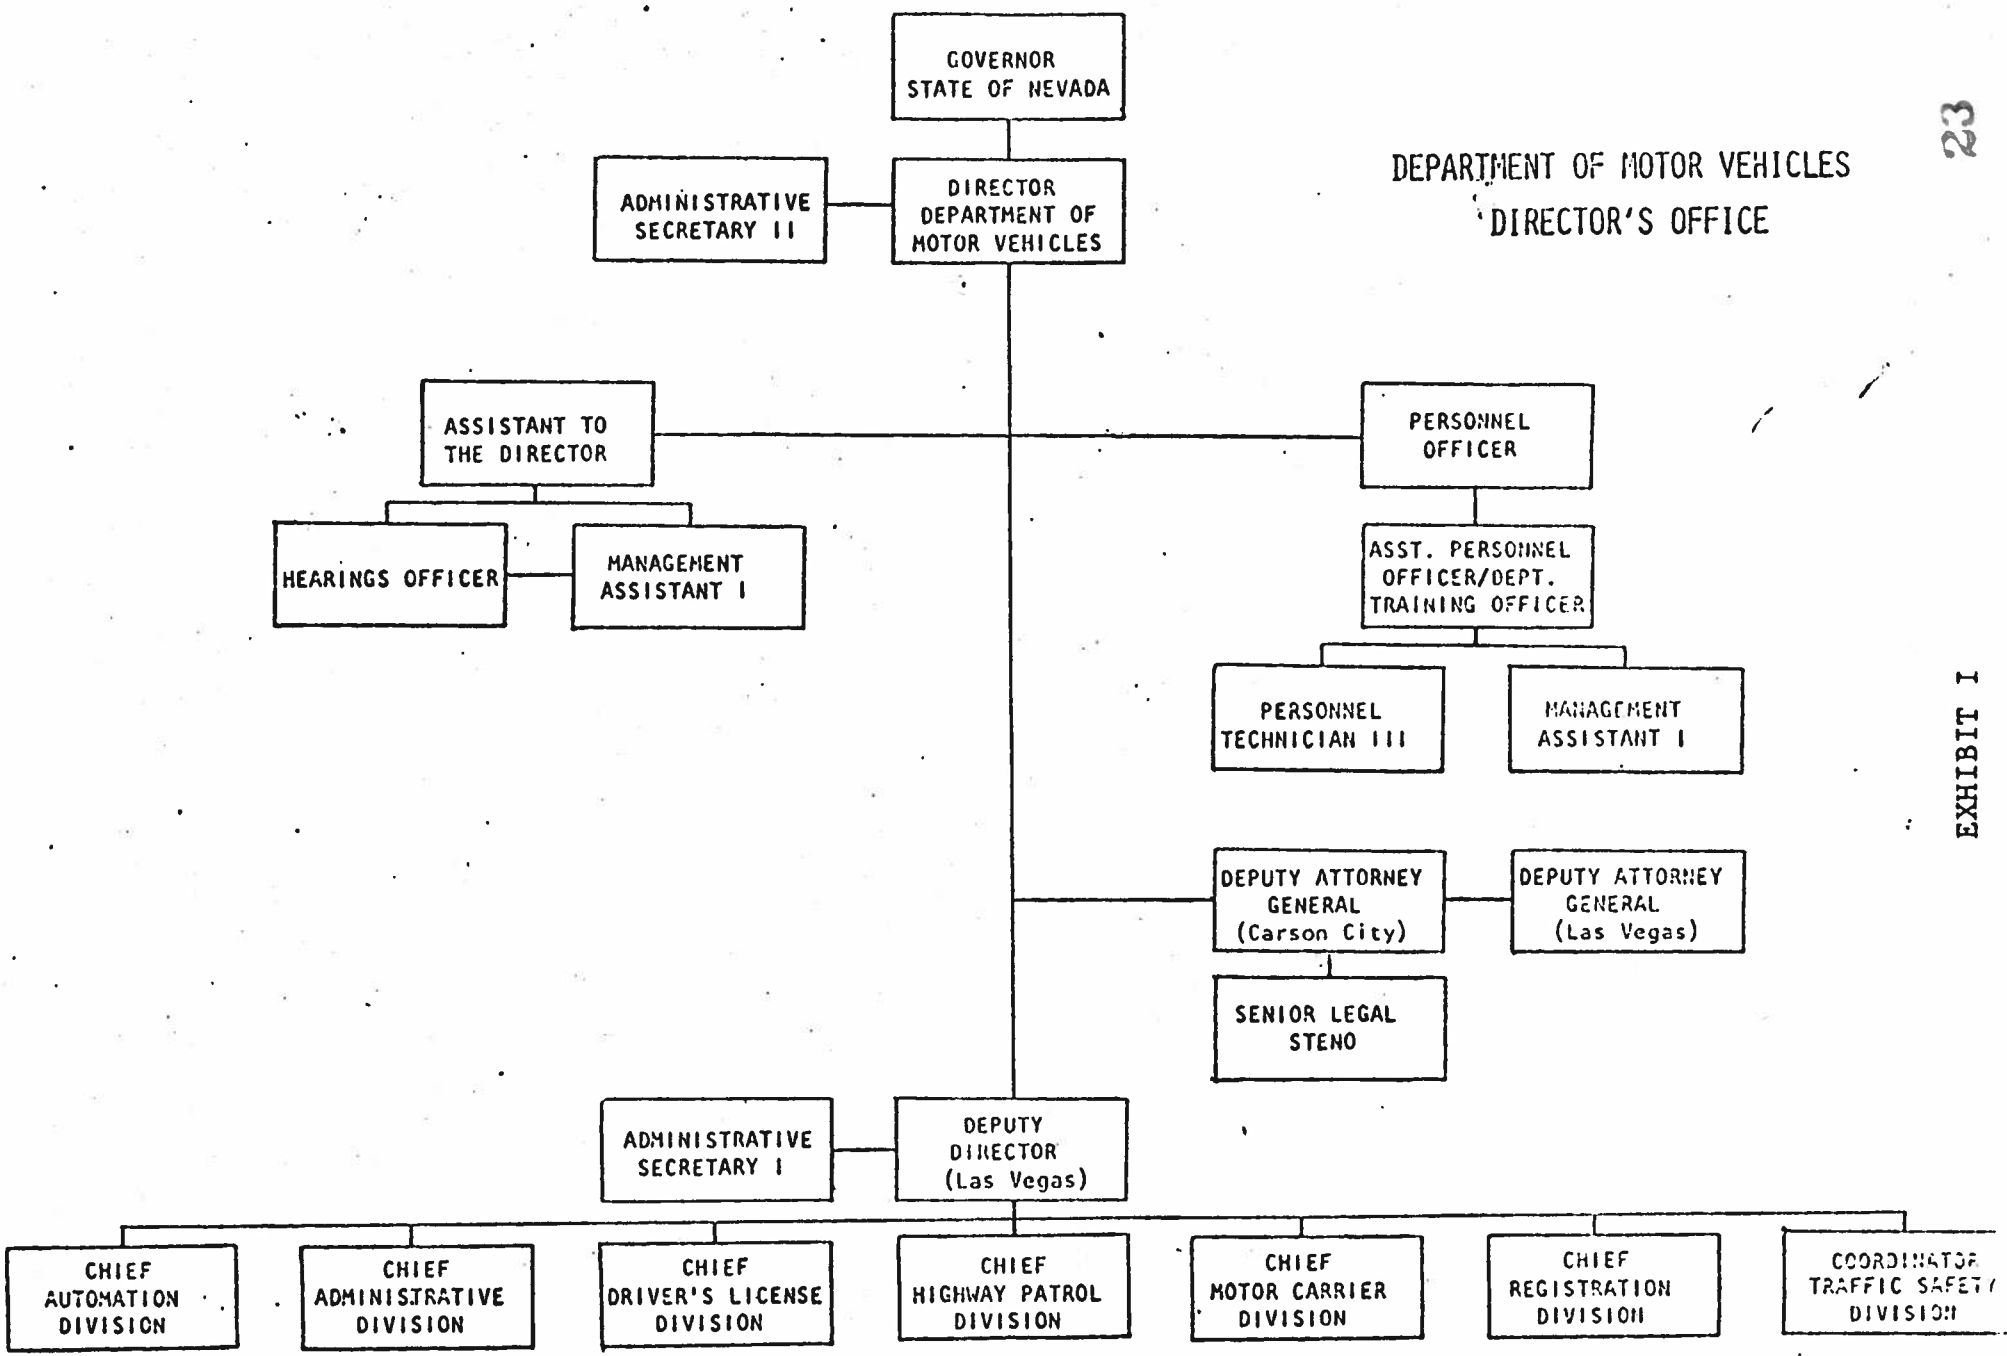 GOVERNOR
STATE OF NEVADA
23
DEPARTMENT OF MOTOR VEHICLES
DIRECTOR'S OFFICE
ADMINISTRATIVE
SECRETARY II
DIRECTOR
DEPARTMENT OF
MOTOR VEHICLES
ASSISTANT TO
THE DIRECTOR
PERSONNEL
OFFICER
HEARINGS OFFICER
MANAGEMENT
ASSISTANT I
ASST. PERSONNEL
OFFICER/DEPT.
TRAINING OFFICER
PERSONNEL
TECHNICIAN III
MANAGEMENT
ASSISTANT I
EXHIBIT I
DEPUTY ATTORNEY
GENERAL
(Carson City)
DEPUTY ATTORNEY
GENERAL
(Las Vegas)
SENIOR LEGAL
STENO
ADMINISTRATIVE
SECRETARY I
DEPUTY
DIRECTOR
(Las Vegas)
CHIEF
AUTOMATION
DIVISION
CHIEF
ADMINISTRATIVE
DIVISION
CHIEF
DRIVER'S LICENSE
DIVISION
CHIEF
HIGHWAY PATROL
DIVISION
CHIEF
MOTOR CARRIER
DIVISION
CHIEF
REGISTRATION
DIVISION
COORDINATOR
TRAFFIC SAFETY
DIVISION